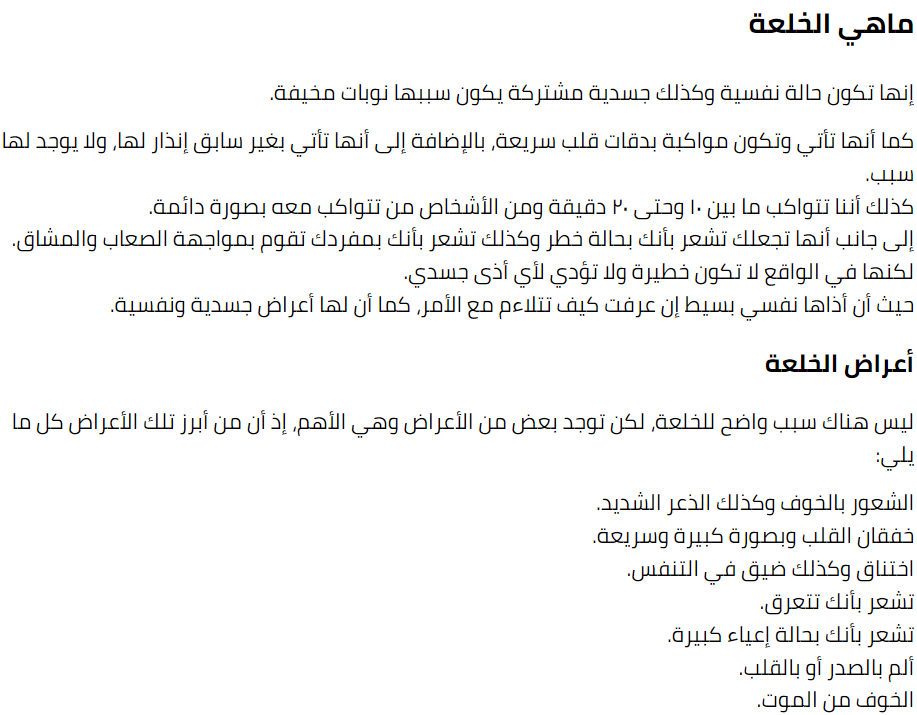 ماهي الخلعة
إنها تكون حالة نفسية وكذلك جسدية مشتركة يكون سببها نوبات مخيفة.
كما أنها تأتي وتكون مواكبة بدقات قلب سريعة، بالإضافة إلى أنها تأتي بغير سابق إنذار لها، ولا يوجد لها
سبب.
كذلك أننا تتواكب ما بين ١٠ وحتى ٢٠ دقيقة ومن الأشخاص من تتواكب معه بصورة دائمة.
إلى جانب أنها تجعلك تشعر بأنك بحالة خطر وكذلك تشعر بأنك بمفردك تقوم بمواجهة الصعاب والمشاق.
لكنها في الواقع لا تكون خطيرة ولا تؤدي لأي أذى جسدي.
حيث أن أذاها نفسي بسيط إن عرفت كيف تتلاءم مع الأمر، كما أن لها أعراض جسدية ونفسية.
أعراض الخلعة
ليس هناك سبب واضح للخلعة، لكن توجد بعض من الأعراض وهي الأهم، إذ أن من أبرز تلك الأعراض كل ما
يلي:
الشعور بالخوف وكذلك الذعر الشديد.
خفقان القلب وبصورة كبيرة وسريعة.
اختناق وكذلك ضيق في التنفس.
تشعر بأنك تتعرق.
تشعر بأنك بحالة إعياء كبيرة.
ألم بالصدر أو بالقلب.
الخوف من الموت.